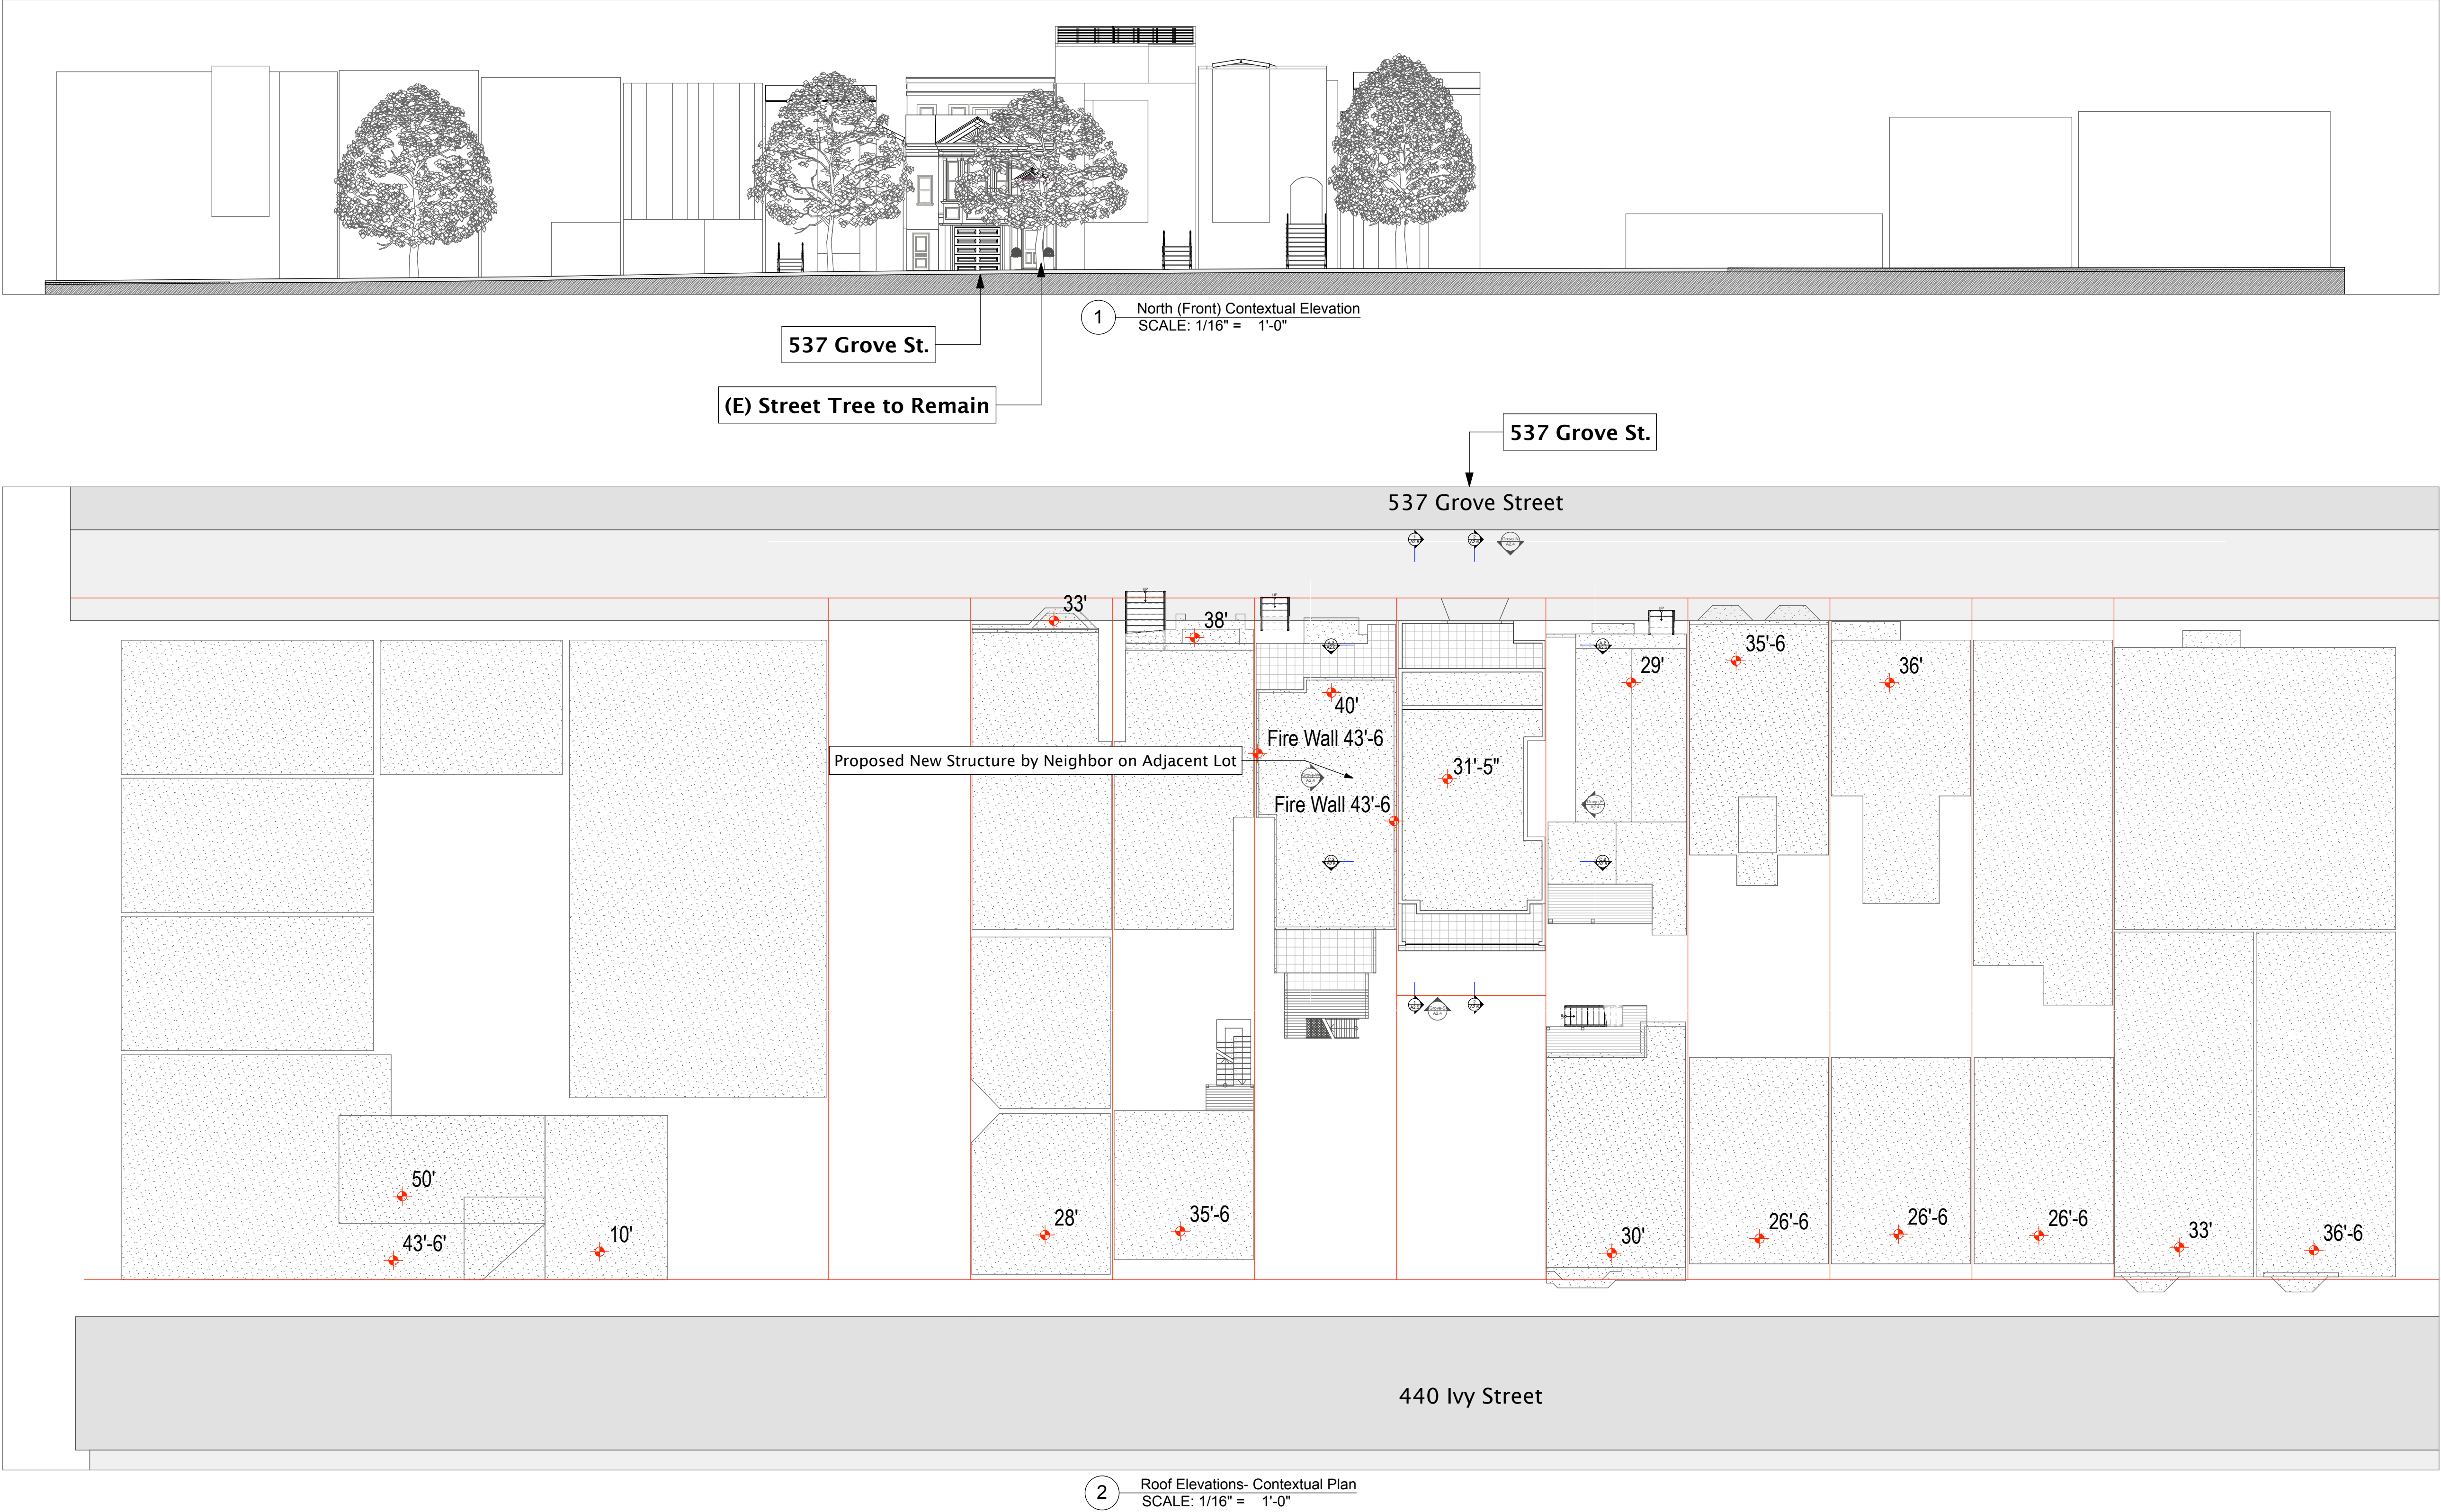 1
North (Front) Contextual Elevation
SCALE: 1/16" = 1'-0"
537 Grove St.
(E) Street Tree to Remain
537 Grove St.
537 Grove Street
33'
38'
35'-6
29'
36'
40'
Fire Wall 43'-6
Proposed New Structure by Neighbor on Adjacent Lot
31'-5"
Fire Wall 43'-6
50'
28'
35'-6
26'-6
26'-6
26'-6
43'-6'
10'
30'
33'
36'-6
440 Ivy Street
2
Roof Elevations- Contextual Plan
SCALE: 1/16" = 1'-0"